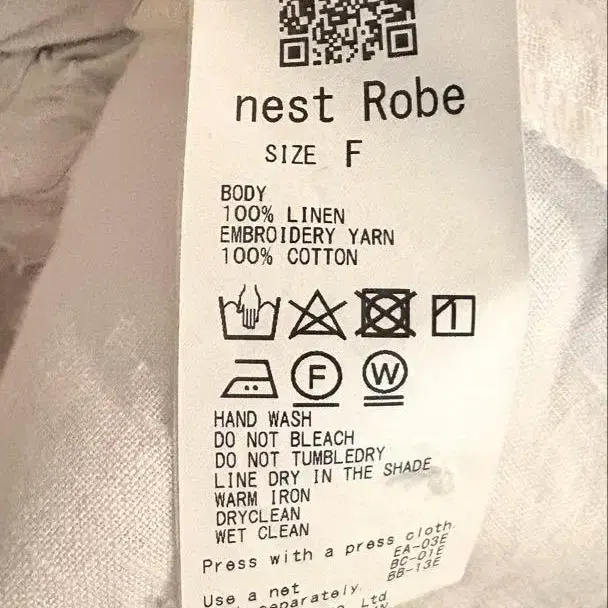 nest Robe
SIZE F
BODY
100% LINEN
EMBROIDERY YARN
100% COTTON
F W
HAND WASH
DO NOT BLEACH
DO NOT TUMBLEDRY
LINE DRY IN THE SHADE
WARM IRON
DRYCLEAN
WET CLEAN
Press with a press cloth
EA-03E
BC-01E
BB-13E
Use a net
separately
Ltd